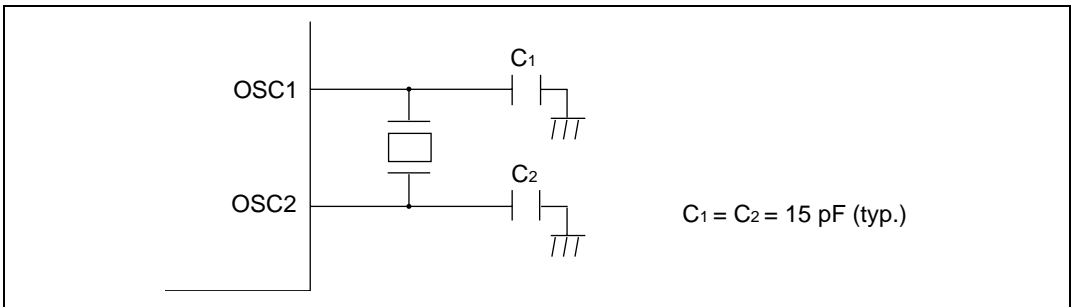 C1
OSC1
C2
OSC2
C1 = C2 = 15 pF (typ.)